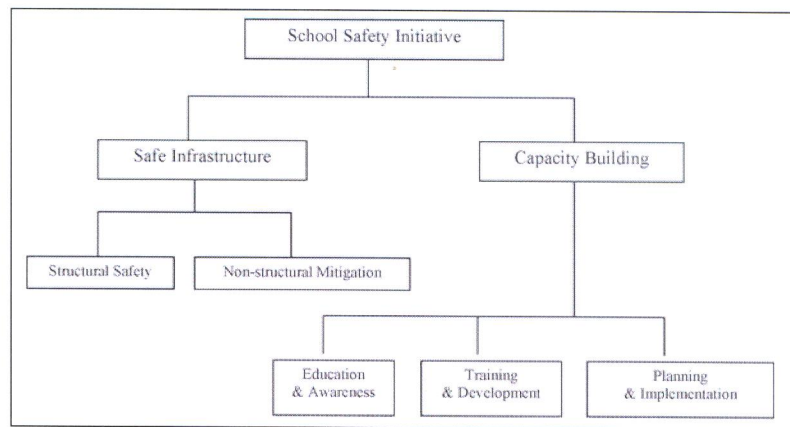 School Safety Initiative
Safe Infrastructure
Capacity Building
Structural Safety
Non-structural Mitigation
Education
& Awareness
Training
& Development
Planning
& Implementation